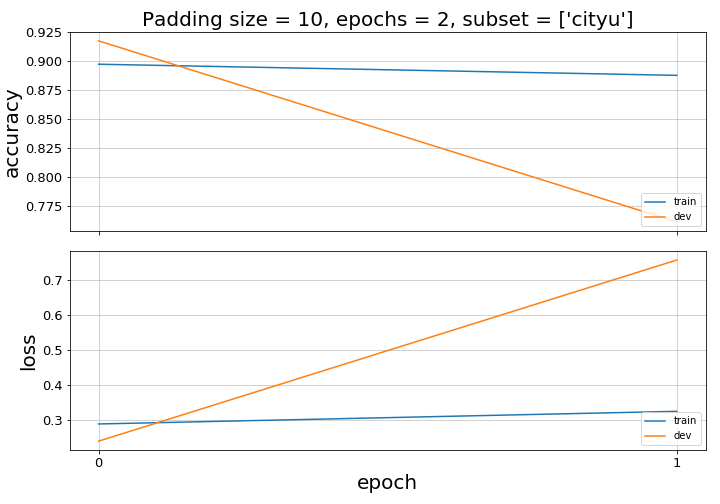 Padding size = 10, epochs = 2, subset = ['cityu']
accuracy
0.925
0.900
0.875
0.850
0.825
0.800
0.775
train
dev
loss
0.7
0.6
0.5
0.4
0.3
train
dev
0 1
epoch